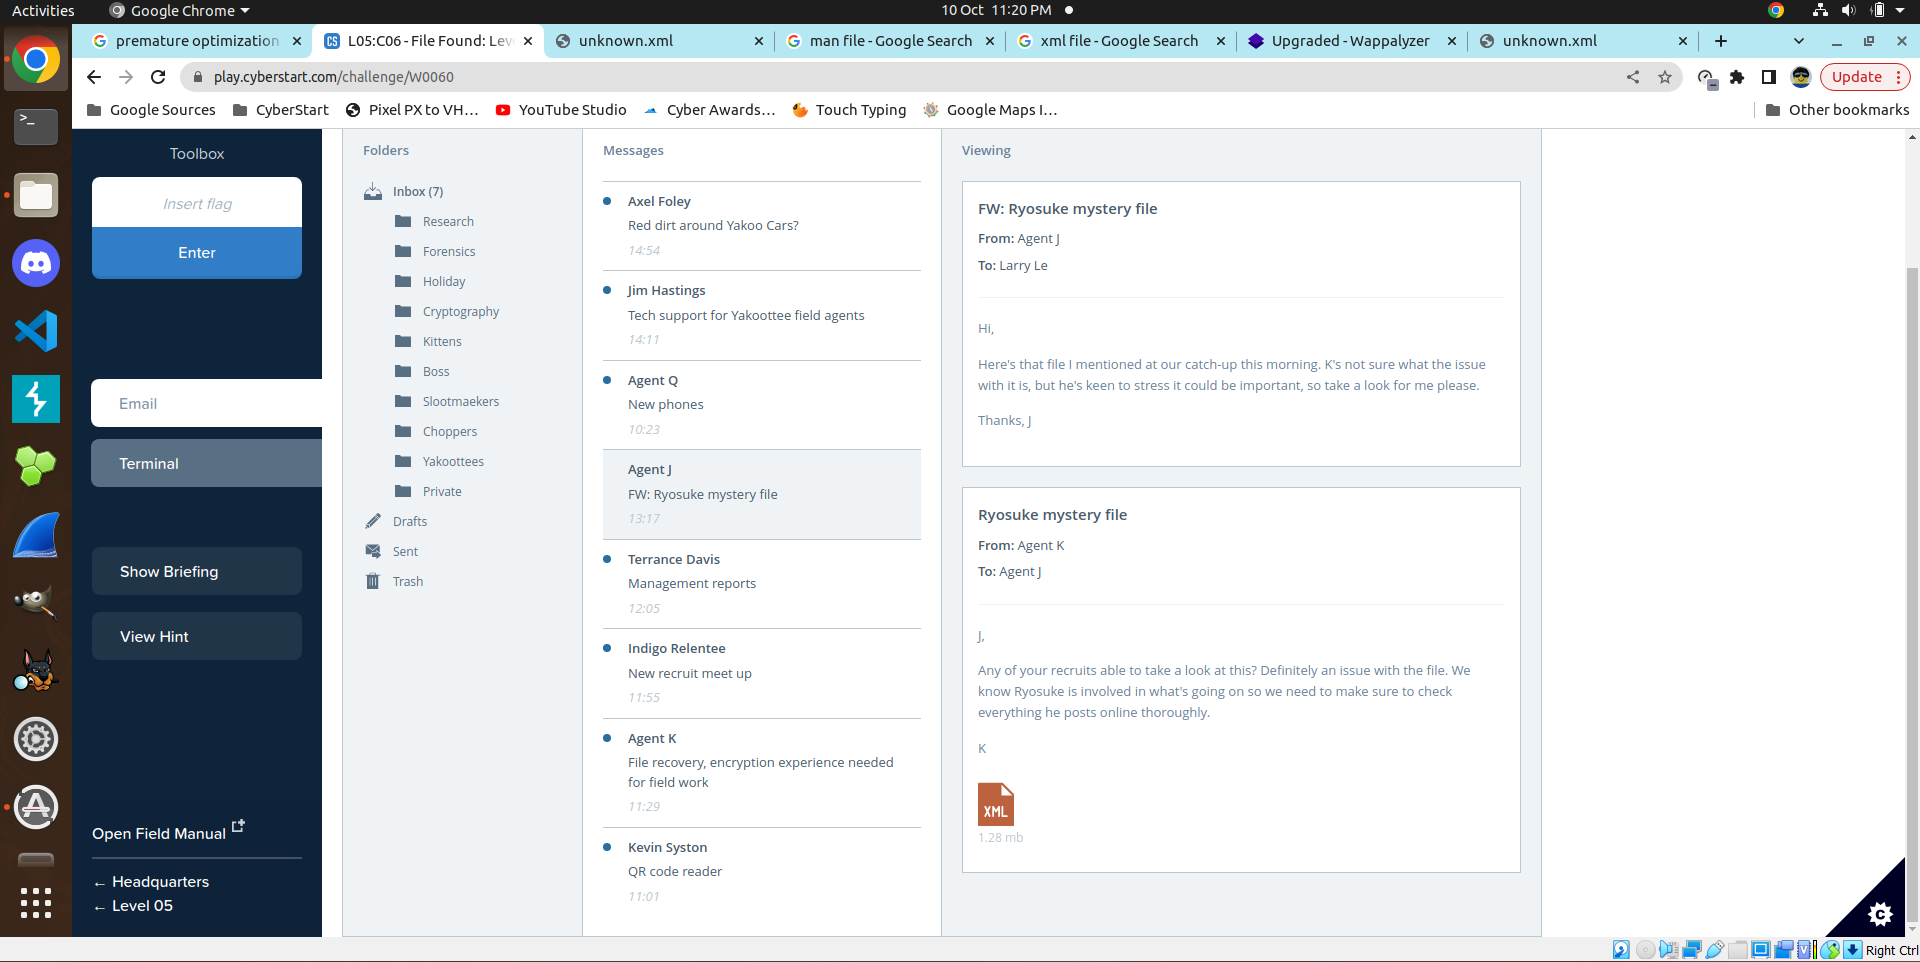 Activities
Google Chrome
10 Oct 11:20 PM
premature optimization
L05:C06 - File Found: Lev
unknown.xml
man file - Google Search
xml file - Google Search
Upgraded - Wappalyzer
unknown.xml
play.cyberstart.com/challenge/W0060
Update
Google Sources
CyberStart
Pixel PX to VH...
YouTube Studio
Cyber Awards...
Touch Typing
Google Maps I...
Other bookmarks
Toolbox
Insert flag
Enter
Email
Terminal
Show Briefing
View Hint
Open Field Manual
← Headquarters
← Level 05
Folders
Inbox (7)
Research
Forensics
Holiday
Cryptography
Kittens
Boss
Slootmaekers
Choppers
Yakoottees
Private
Drafts
Sent
Trash
Messages
Axel Foley
Red dirt around Yakoo Cars?
14:54
Jim Hastings
Tech support for Yakoottee field agents
14:11
Agent Q
New phones
10:23
Agent J
FW: Ryosuke mystery file
13:17
Terrance Davis
Management reports
12:05
Indigo Relentee
New recruit meet up
11:55
Agent K
File recovery, encryption experience needed
for field work
11:29
Kevin Syston
QR code reader
11:01
Viewing
FW: Ryosuke mystery file
From: Agent J
To: Larry Le
Hi,
Here's that file I mentioned at our catch-up this morning. K's not sure what the issue
with it is, but he's keen to stress it could be important, so take a look for me please.
Thanks, J
Ryosuke mystery file
From: Agent K
To: Agent J
J,
Any of your recruits able to take a look at this? Definitely an issue with the file. We
know Ryosuke is involved in what's going on so we need to make sure to check
everything he posts online thoroughly.
K
XML
1.28 mb
Right Ctrl